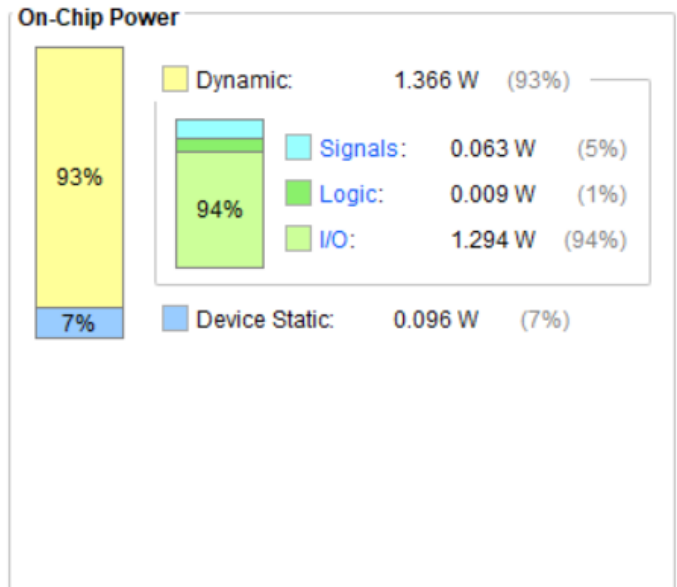 On-Chip Power
Dynamic: 1.366 W (93%)
Signals: 0.063 W (5%)
93%
Logic: 0.009 W (1%)
94%
I/O: 1.294 W (94%)
7%
Device Static: 0.096 W (7%)